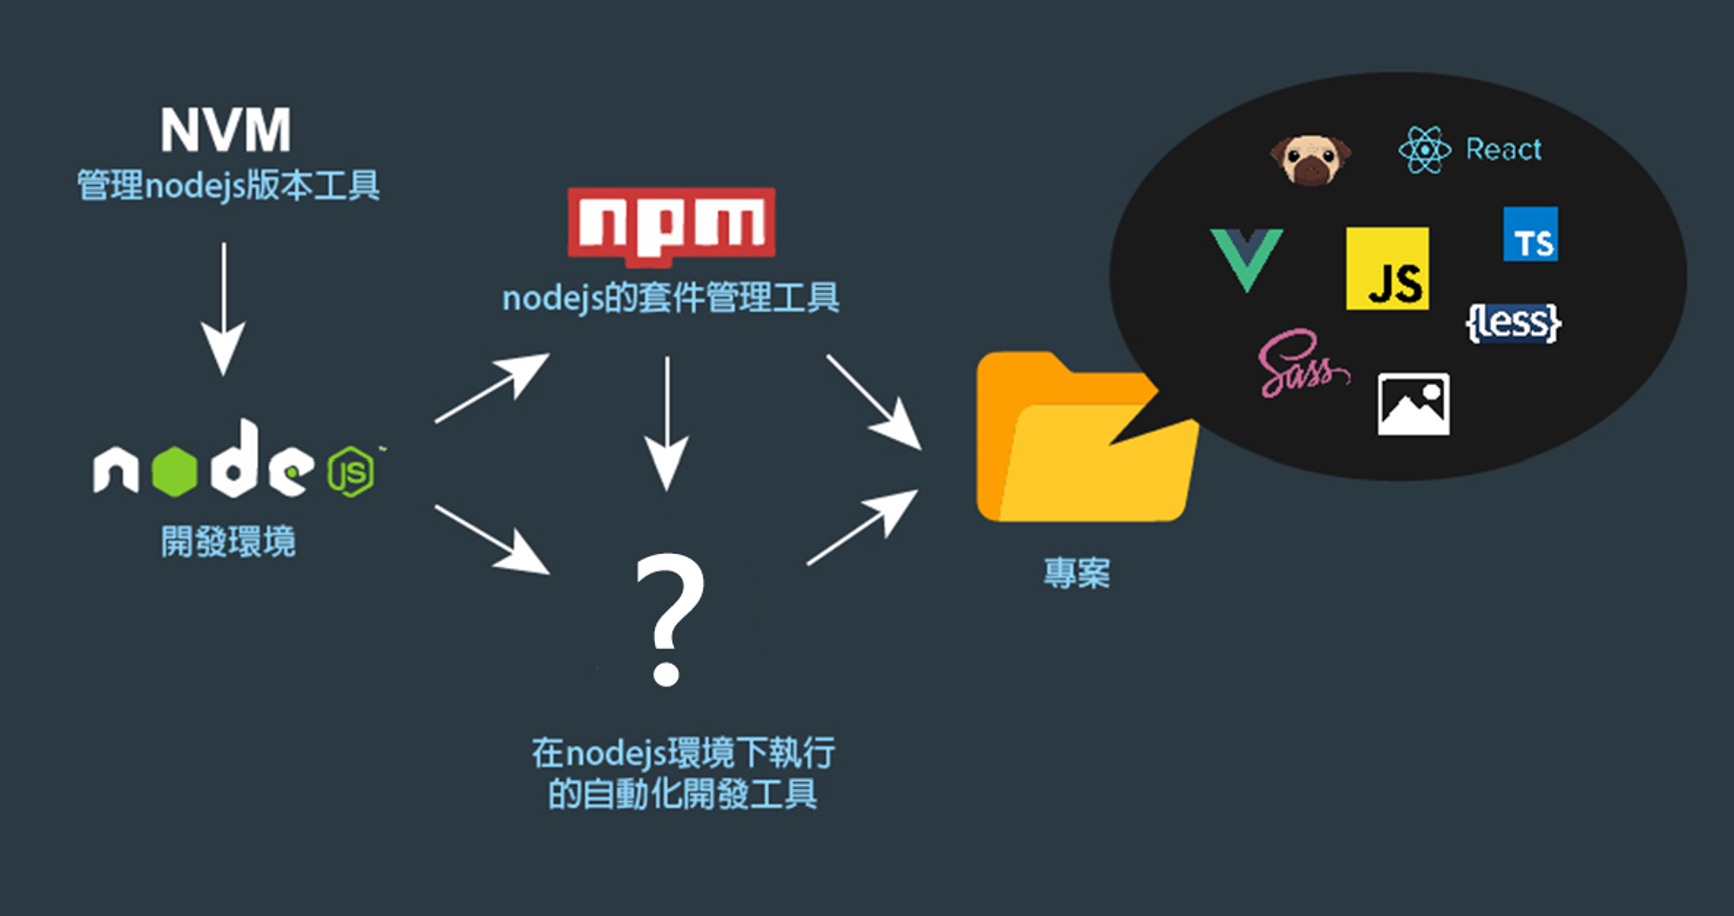 NVM
管理nodejs版本工具
node JS™
開發環境
npm
nodejs的套件管理工具
?
在nodejs環境下執行
的自動化開發工具
專案
React
TS
JS
{less}
Sass